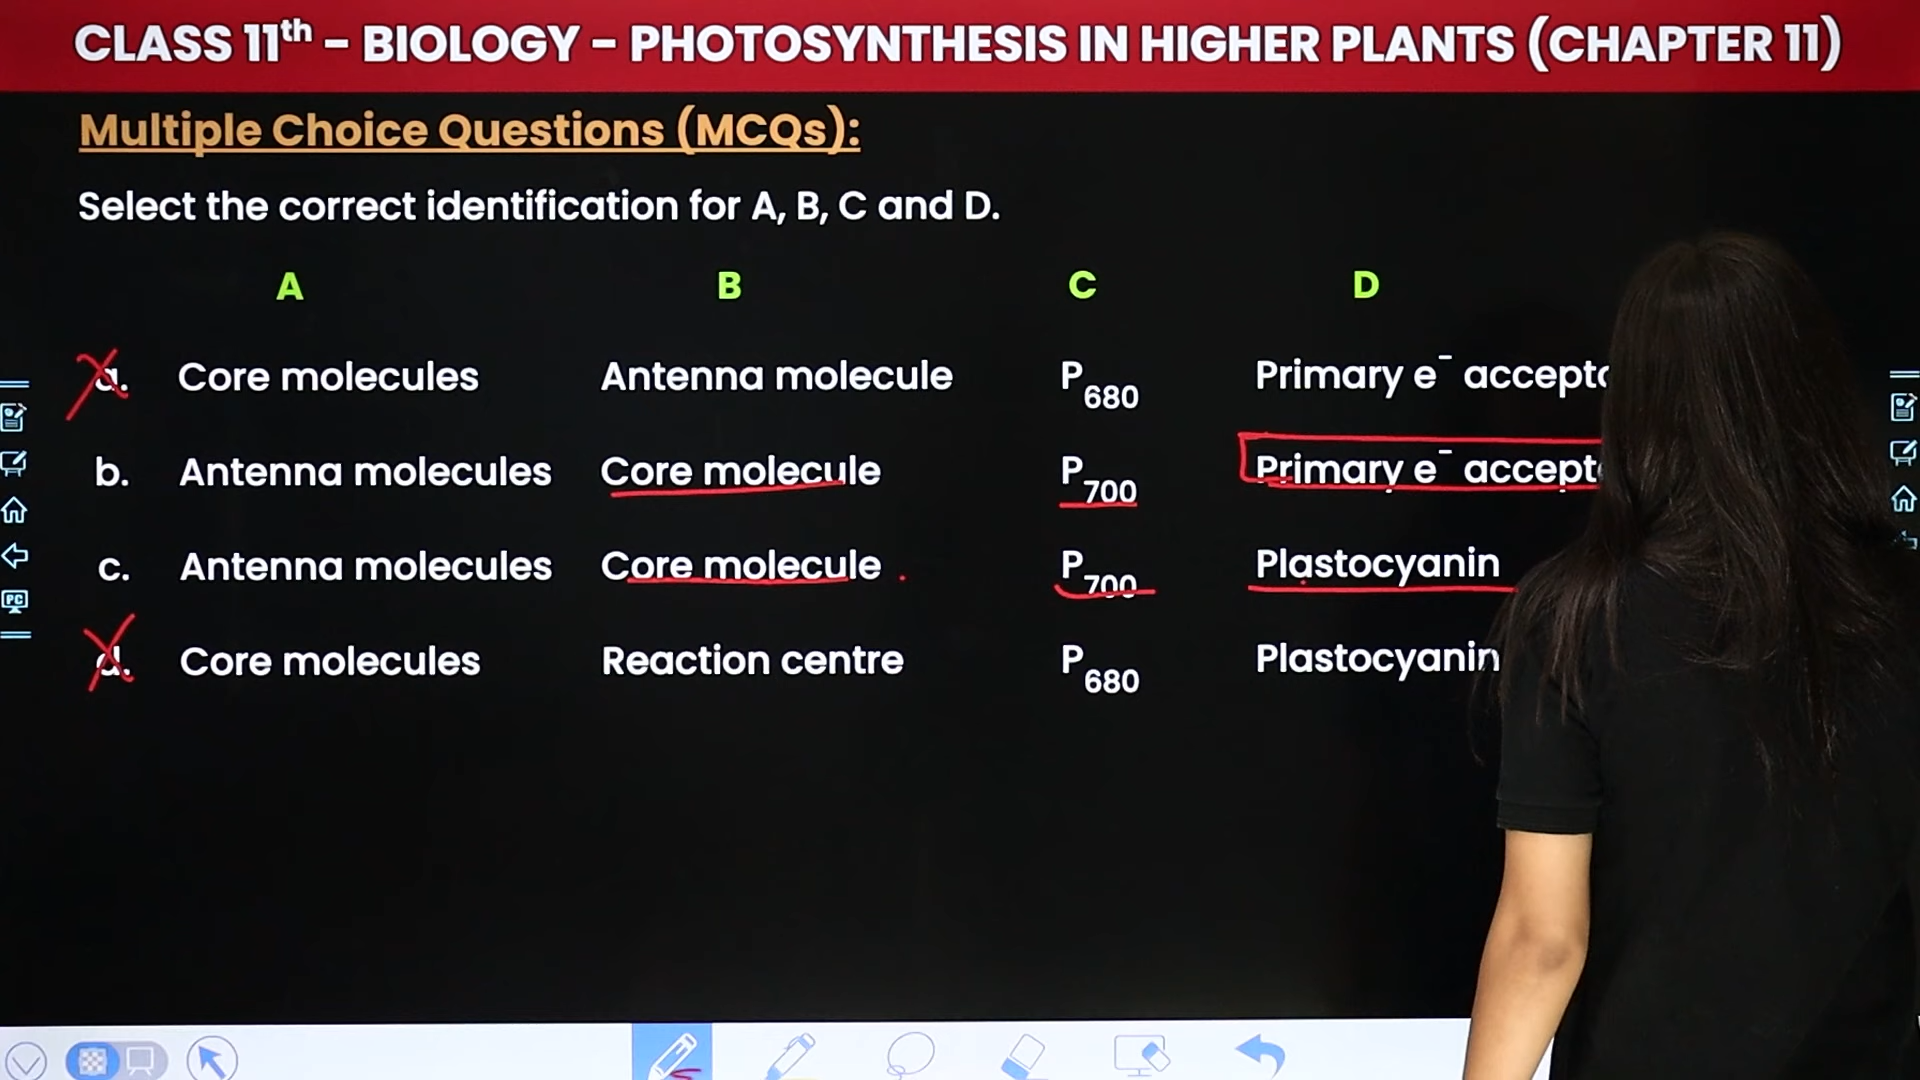 CLASS 11th - BIOLOGY - PHOTOSYNTHESIS IN HIGHER PLANTS (CHAPTER 11)
Multiple Choice Questions (MCQs):
Select the correct identification for A, B, C and D.
A B C D
a. Core molecules Antenna molecule P680 Primary e⁻
b. Antenna molecules Core molecule P700 Primary e⁻
c. Antenna molecules Core molecule P700 Plastocyanin
d. Core molecules Reaction centre P680 Plastocyanin
PC